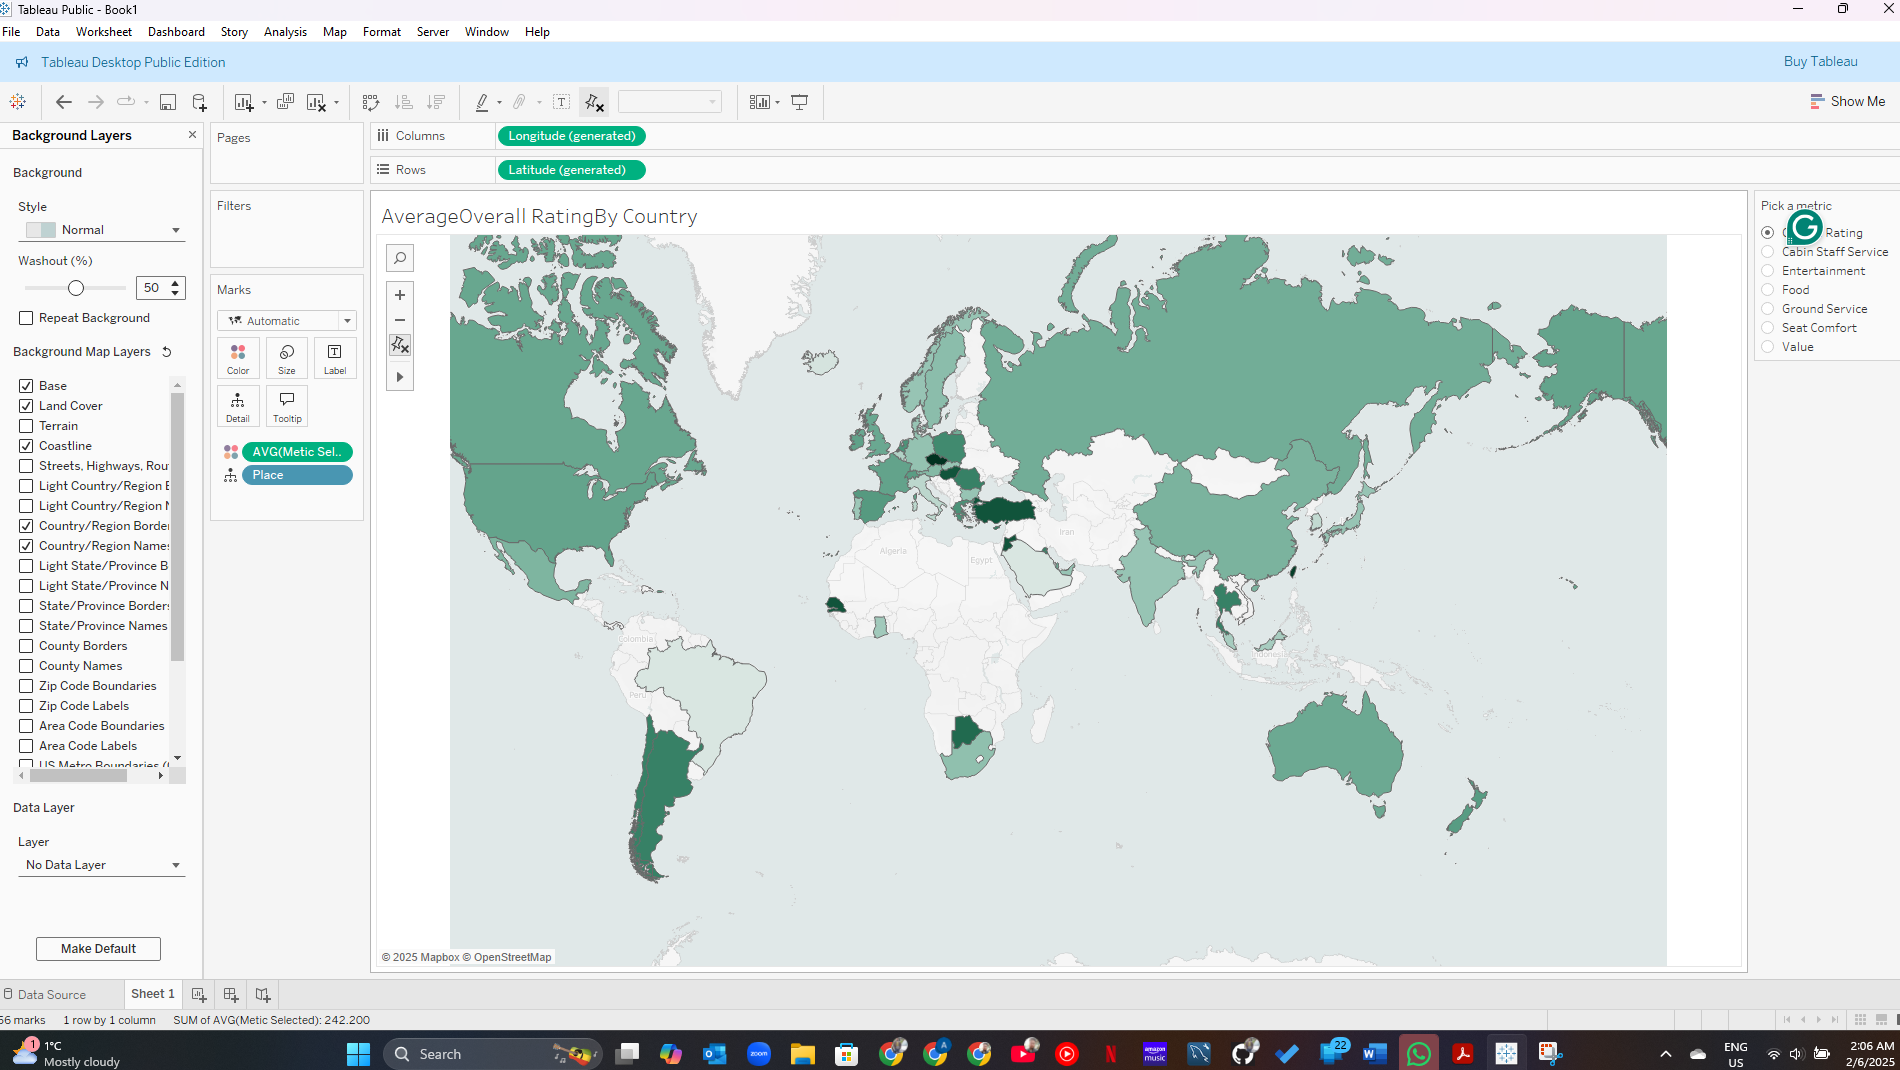 Tableau Public - Book1
File Data Worksheet Dashboard Story Analysis Map Format Server Window Help
Tableau Desktop Public Edition
Buy Tableau
Show Me
Background Layers
Background
Style
Normal
Washout (%)
50
Repeat Background
Background Map Layers
Base
Land Cover
Terrain
Coastline
Streets, Highways, Rou
Light Country/Region B
Light Country/Region N
Country/Region Border
Country/Region Names
Light State/Province B
Light State/Province N
State/Province Borders
State/Province Names
County Borders
County Names
Zip Code Boundaries
Zip Code Labels
Area Code Boundaries
Area Code Labels
US Metro Boundaries (
Data Layer
Layer
No Data Layer
Make Default
Pages
Filters
Marks
Automatic
Color
Size
Label
Detail
Tooltip
AVG(Metic Sel..
Place
Columns
Longitude (generated)
Rows
Latitude (generated)
AverageOverall RatingBy Country
Algeria
Egypt
Iran
Colombia
Peru
Indonesia
© 2025 Mapbox © OpenStreetMap
Pick a metric
Rating
Cabin Staff Service
Entertainment
Food
Ground Service
Seat Comfort
Value
Data Source
Sheet 1
56 marks
1 row by 1 column
SUM of AVG(Metic Selected): 242.200
1
1°C
Mostly cloudy
Search
zoom
amazon
music
22
ENG
US
2:06 AM
2/6/2025